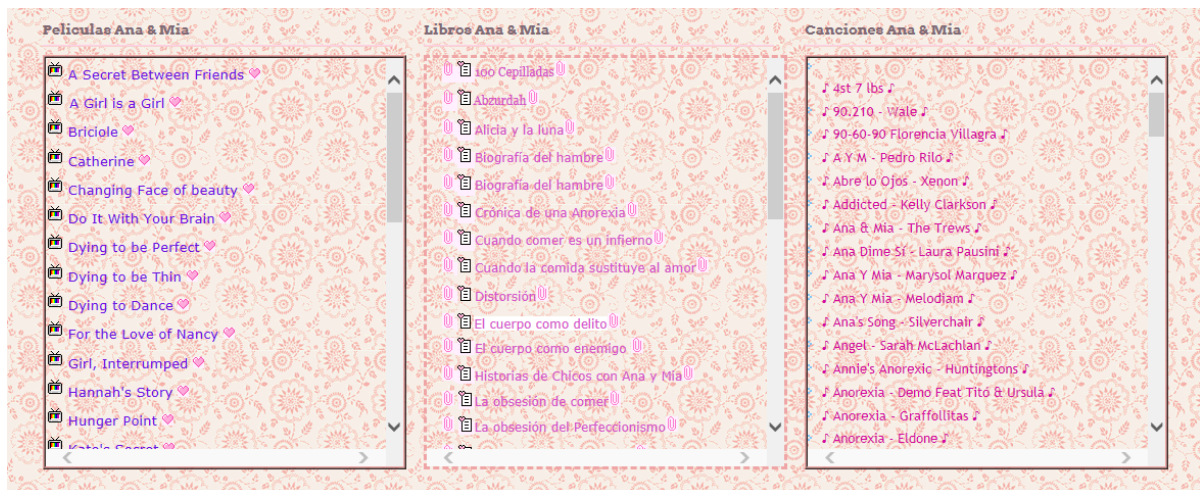 Peliculas Ana & Mia
A Secret Between Friends
A Girl is a Girl
Briciole
Catherine
Changing Face of beauty
Do It With Your Brain
Dying to be Perfect
Dying to be Thin
Dying to Dance
For the Love of Nancy
Girl, Interrumped
Hannah's Story
Hunger Point
Kate's Secret
Libros Ana & Mia
100 Cepilladas
Abzurdah
Alicia y la luna
Biografía del hambre
Biografía del hambre
Crónica de una Anorexia
Cuando comer es un infierno
Cuando la comida sustituye al amor
Distorsión
El cuerpo como delito
El cuerpo como enemigo
Historias de Chicos con Ana y Mia
La obsesión de comer
La obsesión del Perfeccionismo
Canciones Ana & Mia
♪ 4st 7 lbs ♪
♪ 90.210 - Wale ♪
♪ 90-60-90 Florencia Villagra ♪
♪ A Y M - Pedro Rilo ♪
♪ Abre lo Ojos - Xenon ♪
♪ Addicted - Kelly Clarkson ♪
♪ Ana & Mia - The Trews ♪
♪ Ana Dime Sí - Laura Pausini ♪
♪ Ana Y Mia - Marysol Marquez ♪
♪ Ana Y Mia - Melodiam ♪
♪ Ana's Song - Silverchair ♪
♪ Angel - Sarah McLachlan ♪
♪ Annie's Anorexic - Huntingtons ♪
♪ Anorexia - Demo Feat Titó & Ursula ♪
♪ Anorexia - Graffollitas ♪
♪ Anorexia - Eldone ♪